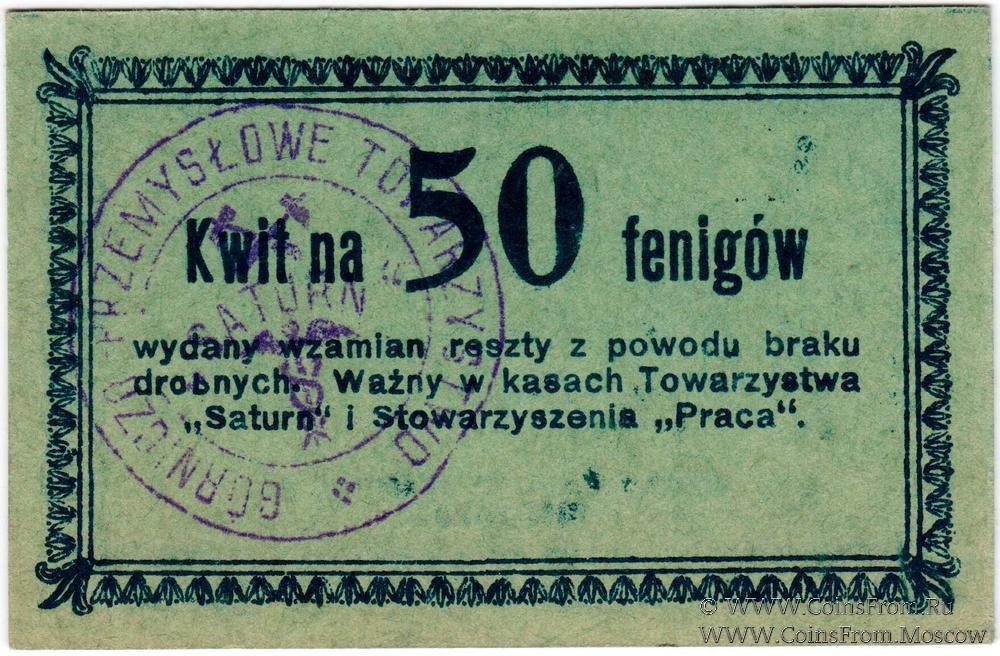 Kwit na 50 fenigów
wydany wzamian reszty z powodu braku
drobnych. Ważny w kasach Towarzystwa
„Saturn” i Stowarzyszenia „Praca”.
GÓRNICZO PRZEMYSŁOWE TOWARZYSTWO
„SATURN”
© WWW.CoinsFrom.Ru
WWW.CoinsFrom.Moscow